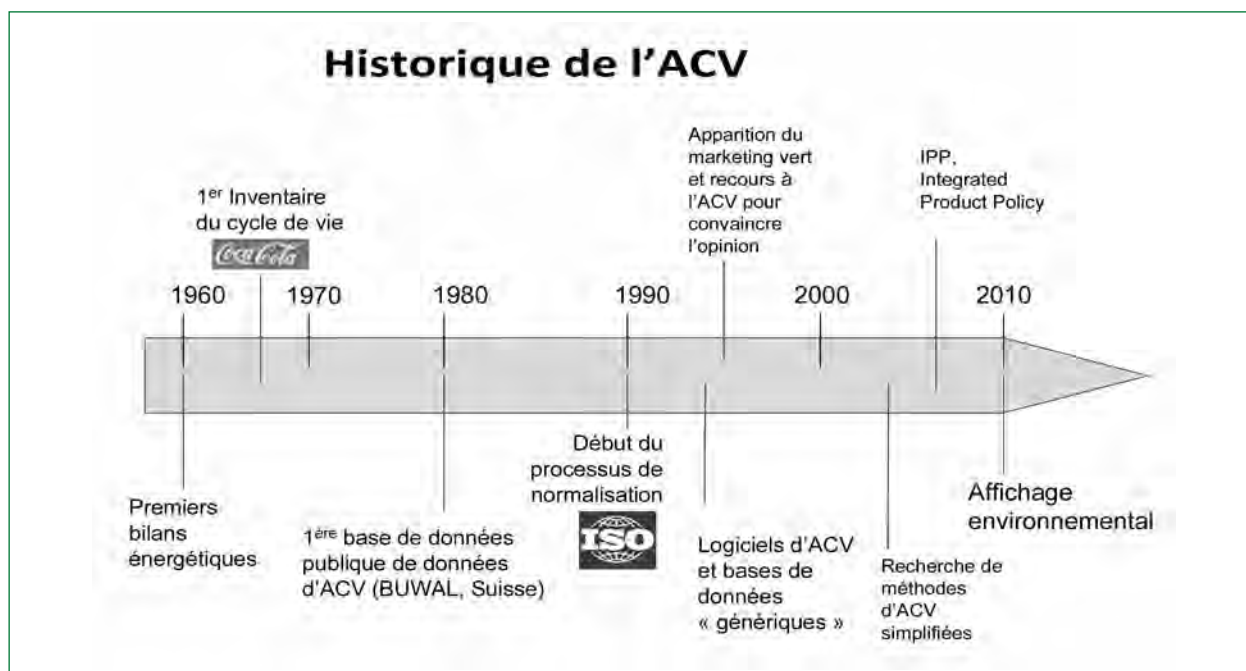 Historique de l'ACV
1er Inventaire
du cycle de vie
Coca Cola
Apparition du
marketing vert
et recours à
l'ACV pour
convaincre
l'opinion
IPP,
Integrated
Product Policy
1960
1970
1980
1990
2000
2010
Premiers
bilans
énergétiques
1ère base de données
publique de données
d'ACV (BUWAL, Suisse)
Début du
processus de
normalisation
ISO
Logiciels d'ACV
et bases de
données
« génériques »
Recherche de
méthodes
d'ACV
simplifiées
Affichage
environnemental